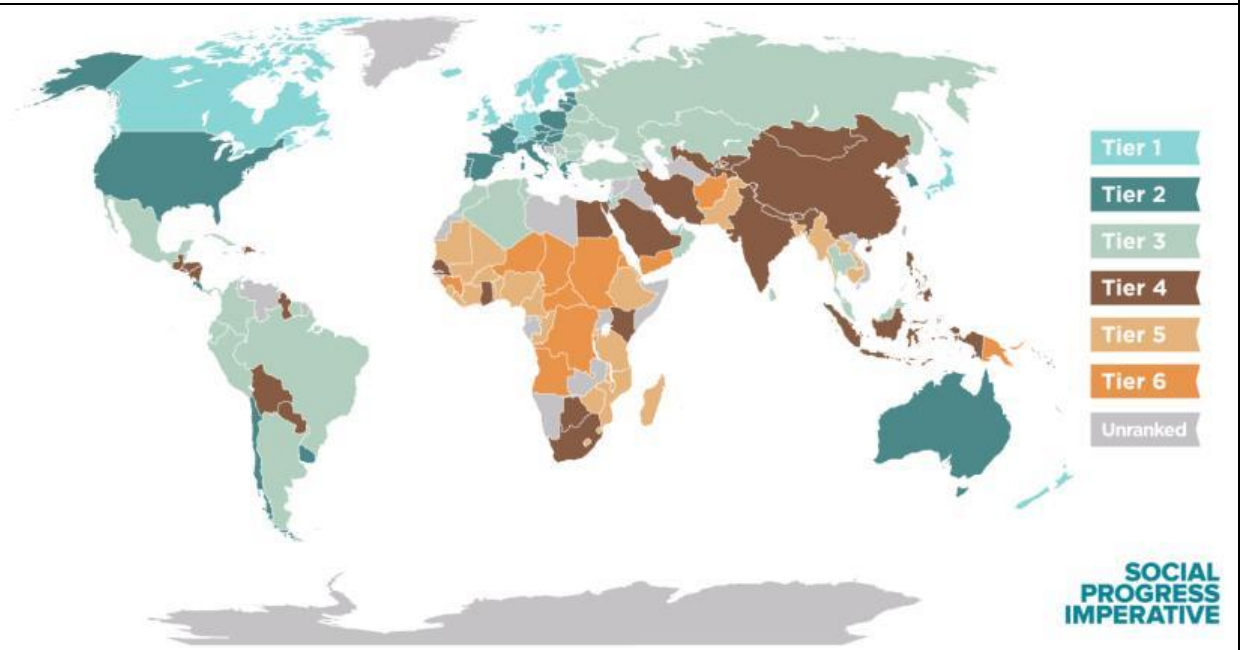 Tier 1
Tier 2
Tier 3
Tier 4
Tier 5
Tier 6
Unranked
SOCIAL
PROGRESS
IMPERATIVE